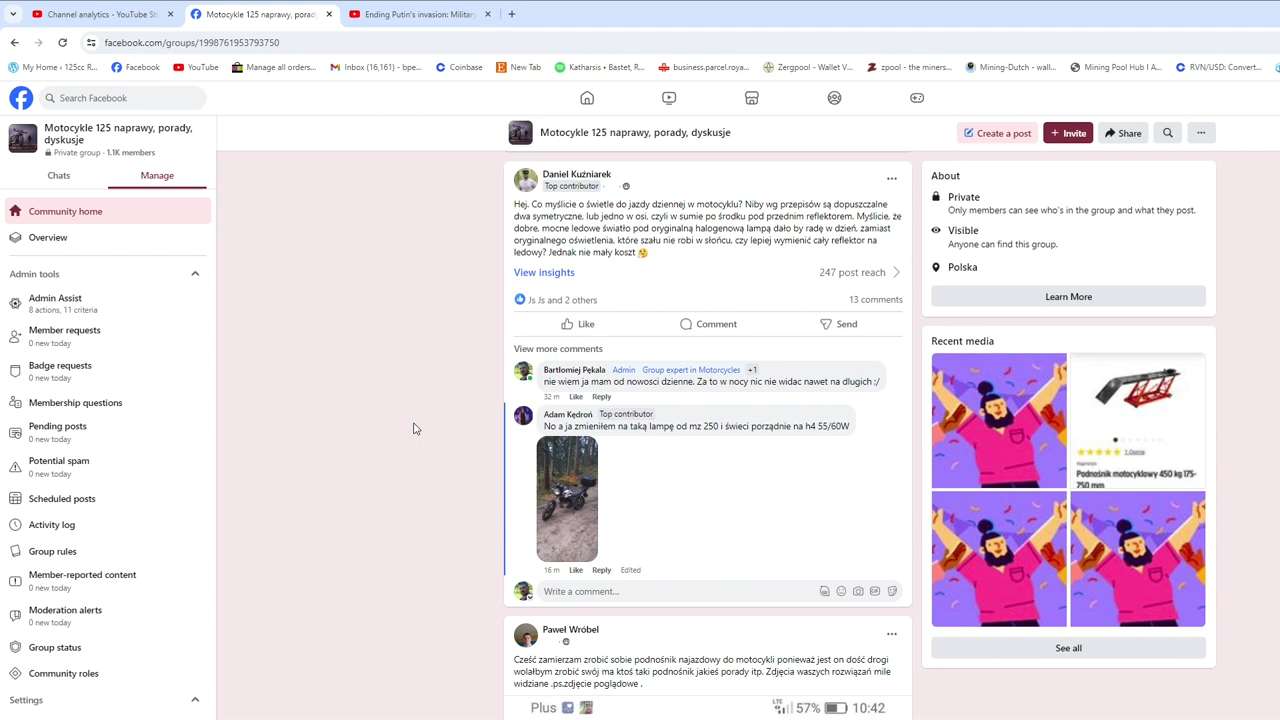 Channel analytics - YouTube St
Motocykle 125 naprawy, porad
Ending Putin's invasion: Military
facebook.com/groups/1998761953793750
My Home ‹ 125cc R...
Facebook
YouTube
Manage all orders...
Inbox (16,161) - bpe...
Coinbase
New Tab
Katharsis • Bastet, R...
business.parcel.roya...
Zergpool - Wallet V...
zpool - the miners...
Mining-Dutch - wall...
Mining Pool Hub I A...
RVN/USD: Convert...
Search Facebook
Motocykle 125 naprawy, porady,
dyskusje
Private group · 1.1K members
Chats
Manage
Community home
Overview
Admin tools
Admin Assist
8 actions, 11 criteria
Member requests
0 new today
Badge requests
0 new today
Membership questions
Pending posts
0 new today
Potential spam
0 new today
Scheduled posts
Activity log
Group rules
Member-reported content
0 new today
Moderation alerts
0 new today
Group status
Community roles
Settings
Motocykle 125 naprawy, porady, dyskusje
Create a post
Invite
Share
Daniel Kuźniarek
Top contributor
Hej. Co myślicie o świetle do jazdy dziennej w motocyklu? Niby wg przepisów są dopuszczalne
dwa symetryczne, lub jedno w osi, czyli w sumie po środku pod przednim reflektorem. Myślicie, że
dobre, mocne ledowe światło pod oryginalną halogenową lampą dało by radę w dzień, zamiast
oryginalnego oświetlenia, które szału nie robi w słońcu, czy lepiej wymienić cały reflektor na
ledowy? Jednak nie mały koszt 🤔
View insights
247 post reach
Js Js and 2 others
13 comments
Like
Comment
Send
View more comments
Bartłomiej Pękala Admin Group expert in Motorcycles +1
nie wiem ja mam od nowosci dzienne. Za to w nocy nic nie widac nawet na dlugich :/
32 m Like Reply
Adam Kędroń Top contributor
No a ja zmieniłem na taką lampę od mz 250 i świeci porządnie na h4 55/60W
16 m Like Reply Edited
Write a comment...
Paweł Wróbel
Cześć zamierzam zrobić sobie podnośnik najazdowy do motocykli ponieważ jest on dość drogi
wolałbym zrobić swój ma ktoś taki podnośnik jakieś porady itp. Zdjęcia waszych rozwiązań mile
widziane .ps.zdjęcie poglądowe .
Plus
LTE
57%
10:42
About
Private
Only members can see who's in the group and what they post.
Visible
Anyone can find this group.
Polska
Learn More
Recent media
Podnośnik motocyklowy 450 kg 175-
750 mm
See all